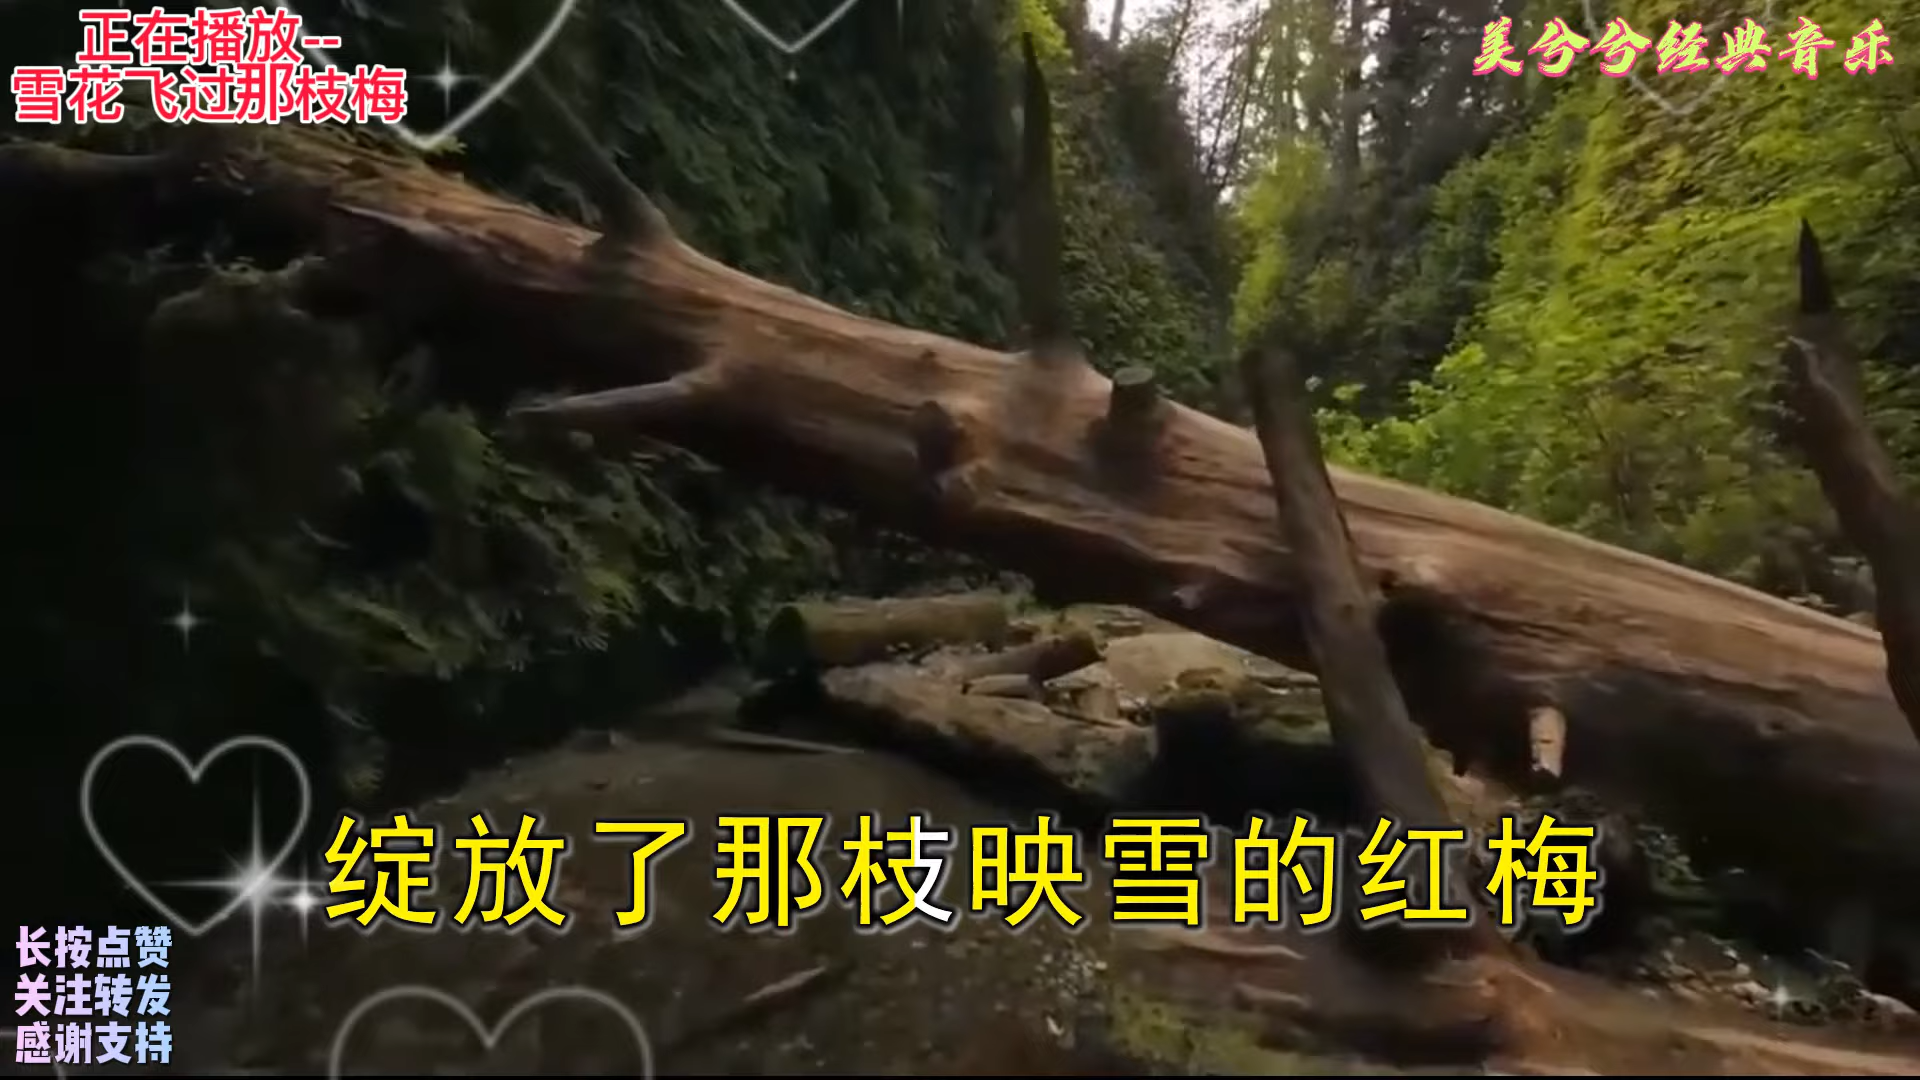 正在播放--
雪花飞过那枝梅
美兮兮经典音乐
绽放了那枝映雪的红梅
长按点赞
关注转发
感谢支持